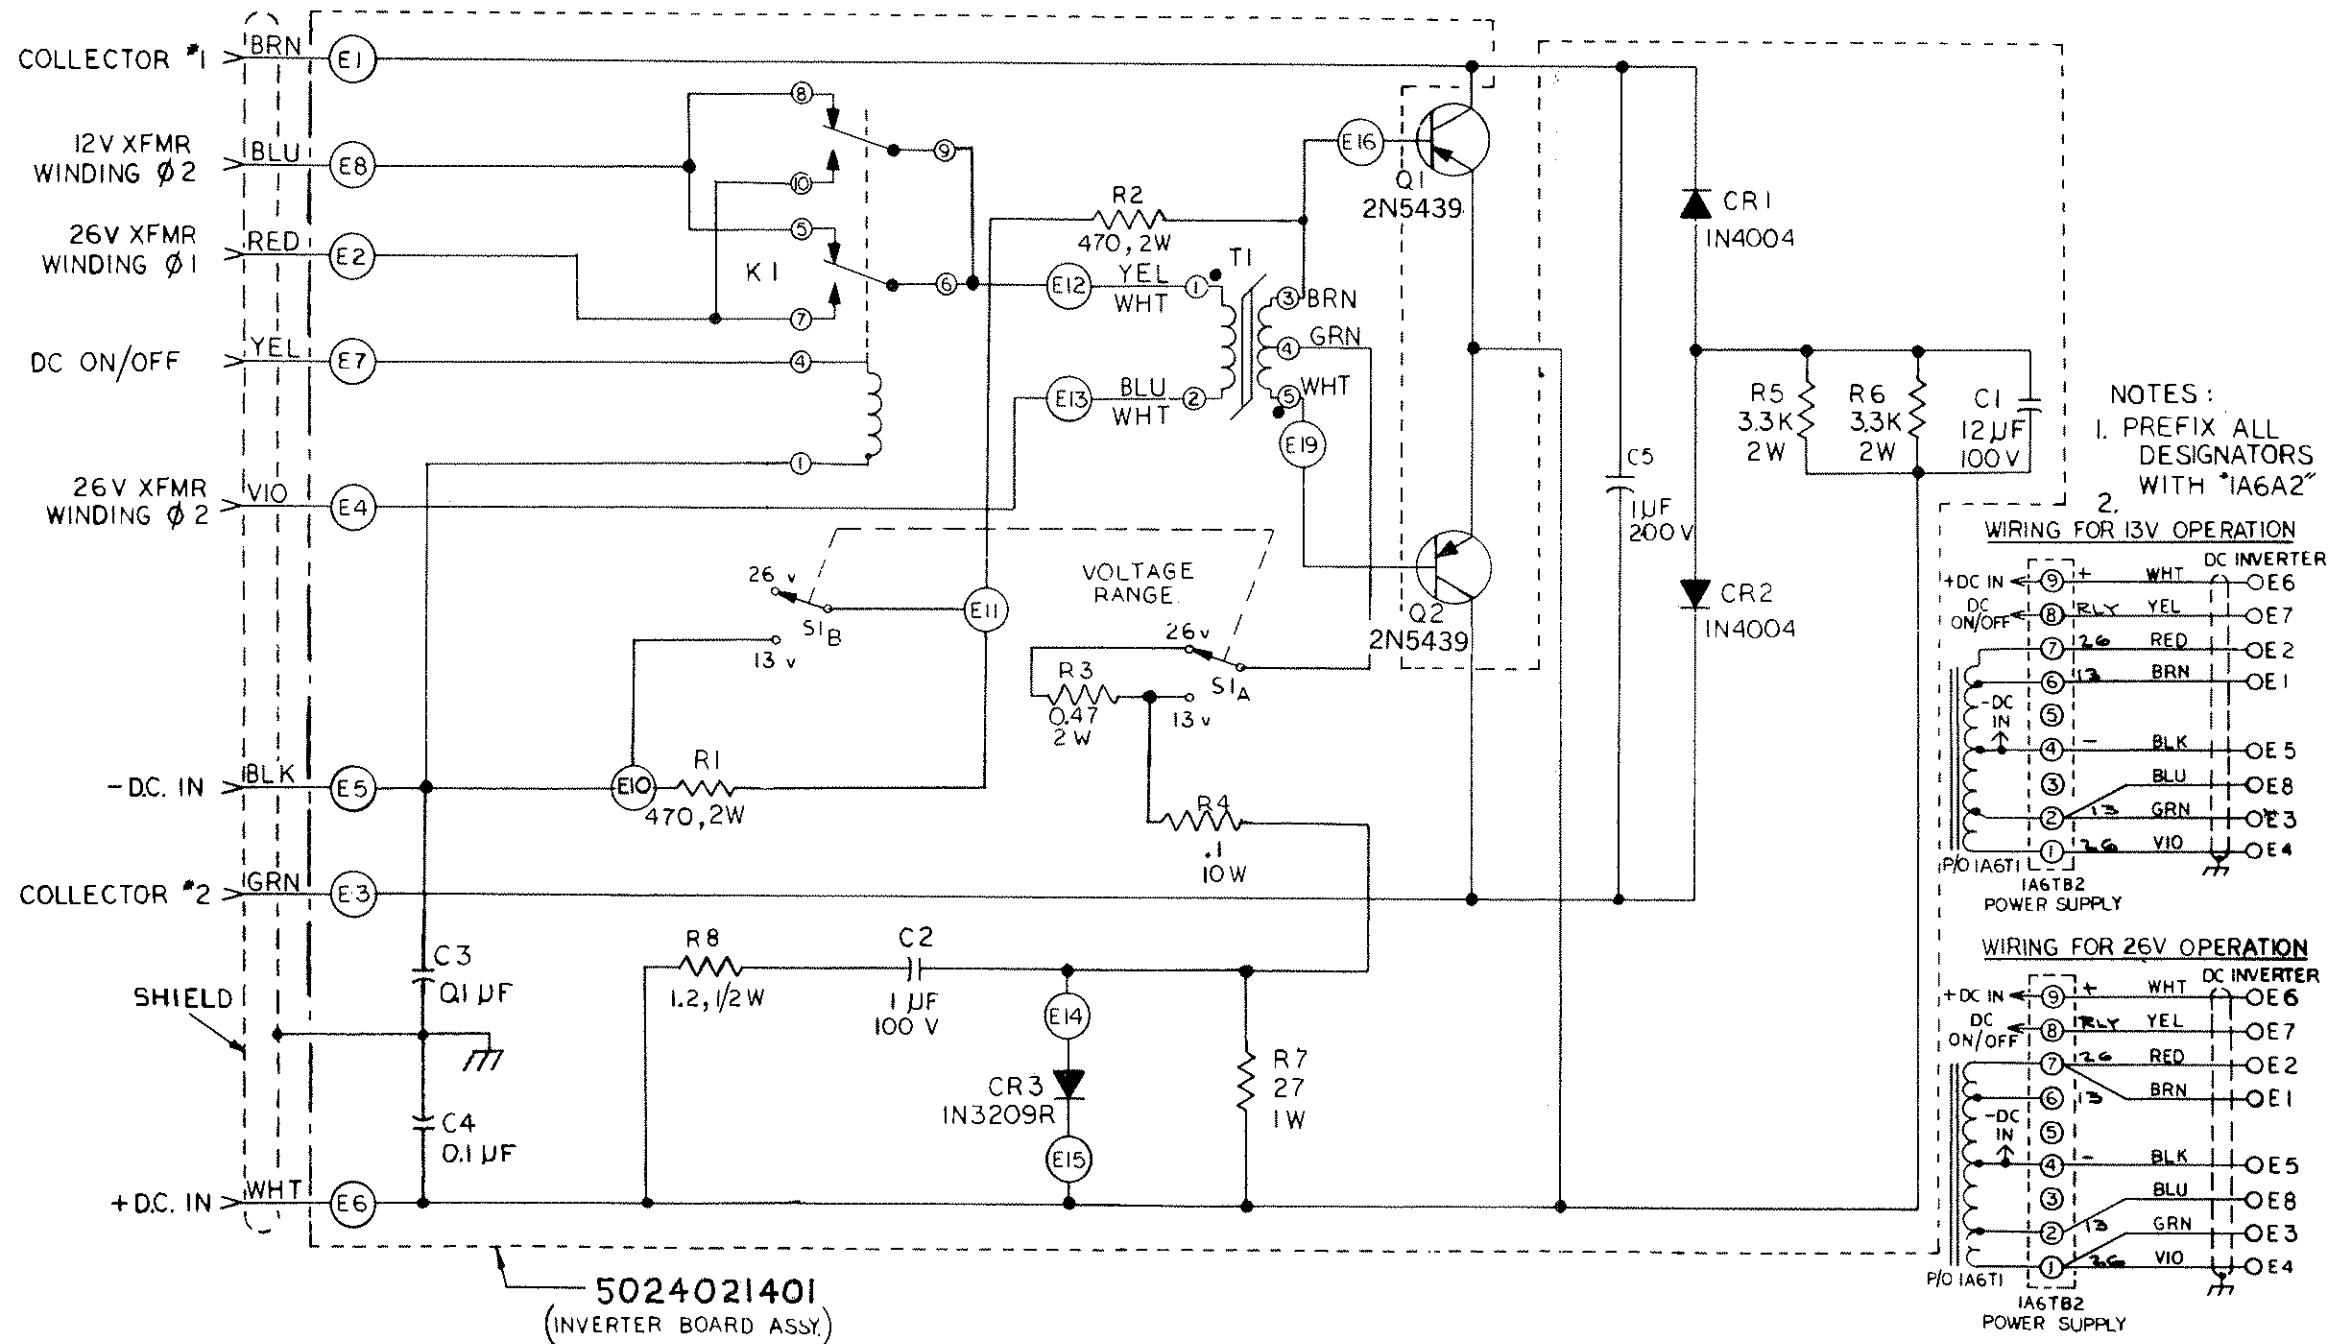 COLLECTOR #1
BRN
E1
12V XFMR
WINDING Ø2
BLU
E8
26V XFMR
WINDING Ø1
RED
E2
DC ON/OFF
YEL
E7
26V XFMR
WINDING Ø2
VIO
E4
-D.C. IN
BLK
E5
COLLECTOR #2
GRN
E3
SHIELD
+D.C. IN
WHT
E6
8
9
10
5
K1
6
7
4
1
R2
470, 2W
E12
YEL
WHT
1
T1
3
BRN
GRN
4
WHT
5
E13
BLU
WHT
2
E19
E16
Q1
2N5439
Q2
2N5439
26 V
S1B
13 V
E11
VOLTAGE
RANGE
26V
S1A
13V
R3
0.47
2W
E10
R1
470, 2W
R4
.1
10W
C3
0.1 µF
C4
0.1 µF
R8
1.2, 1/2W
C2
1 µF
100 V
E14
CR3
1N3209R
E15
R7
27
1W
C5
1µF
200V
CR1
1N4004
CR2
1N4004
R5
3.3K
2W
R6
3.3K
2W
C1
12µF
100V
5024021401
(INVERTER BOARD ASSY.)
NOTES:
1. PREFIX ALL
DESIGNATORS
WITH "1A6A2"
2.
WIRING FOR 13V OPERATION
DC INVERTER
+DC IN 9 + WHT E6
DC
ON/OFF 8 RLY YEL E7
7 26 RED E2
6 13 BRN E1
-DC
IN
5
4 - BLK E5
3 BLU E8
2 13 GRN E3
1 26 VIO E4
P/O 1A6T1
1A6TB2
POWER SUPPLY
WIRING FOR 26V OPERATION
DC INVERTER
+DC IN 9 + WHT E6
DC
ON/OFF 8 RLY YEL E7
7 26 RED E2
6 13 BRN E1
-DC
IN
5
4 - BLK E5
3 BLU E8
2 13 GRN E3
1 26 VIO E4
P/O 1A6T1
1A6TB2
POWER SUPPLY